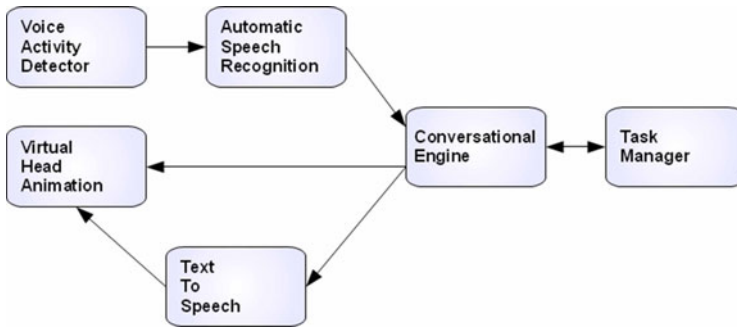 Voice
Activity
Detector
Automatic
Speech
Recognition
Conversational
Engine
Task
Manager
Virtual
Head
Animation
Text
To
Speech